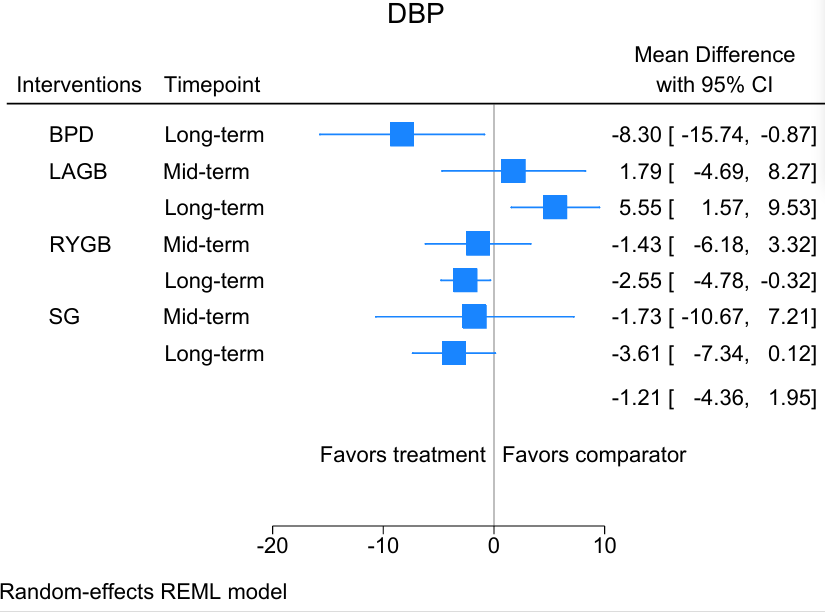 DBP
Mean Difference
Interventions Timepoint with 95% CI
BPD Long-term -8.30 [ -15.74, -0.87]
LAGB Mid-term 1.79 [ -4.69, 8.27]
Long-term 5.55 [ 1.57, 9.53]
RYGB Mid-term -1.43 [ -6.18, 3.32]
Long-term -2.55 [ -4.78, -0.32]
SG Mid-term -1.73 [ -10.67, 7.21]
Long-term -3.61 [ -7.34, 0.12]
-1.21 [ -4.36, 1.95]
Favors treatment Favors comparator
-20 -10 0 10
Random-effects REML model